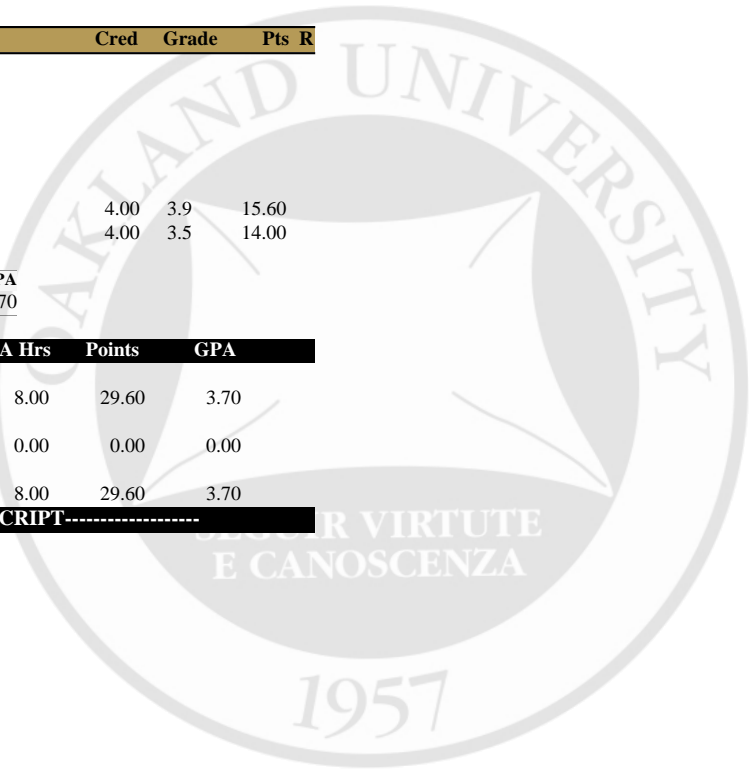 Cred Grade Pts R
OAKLAND UNIVERSITY
4.00 3.9 15.60
4.00 3.5 14.00
PA
70
A Hrs Points GPA
8.00 29.60 3.70
0.00 0.00 0.00
8.00 29.60 3.70
CRIPT-------------------
SEGUIR VIRTUTE
E CANOSCENZA
1957